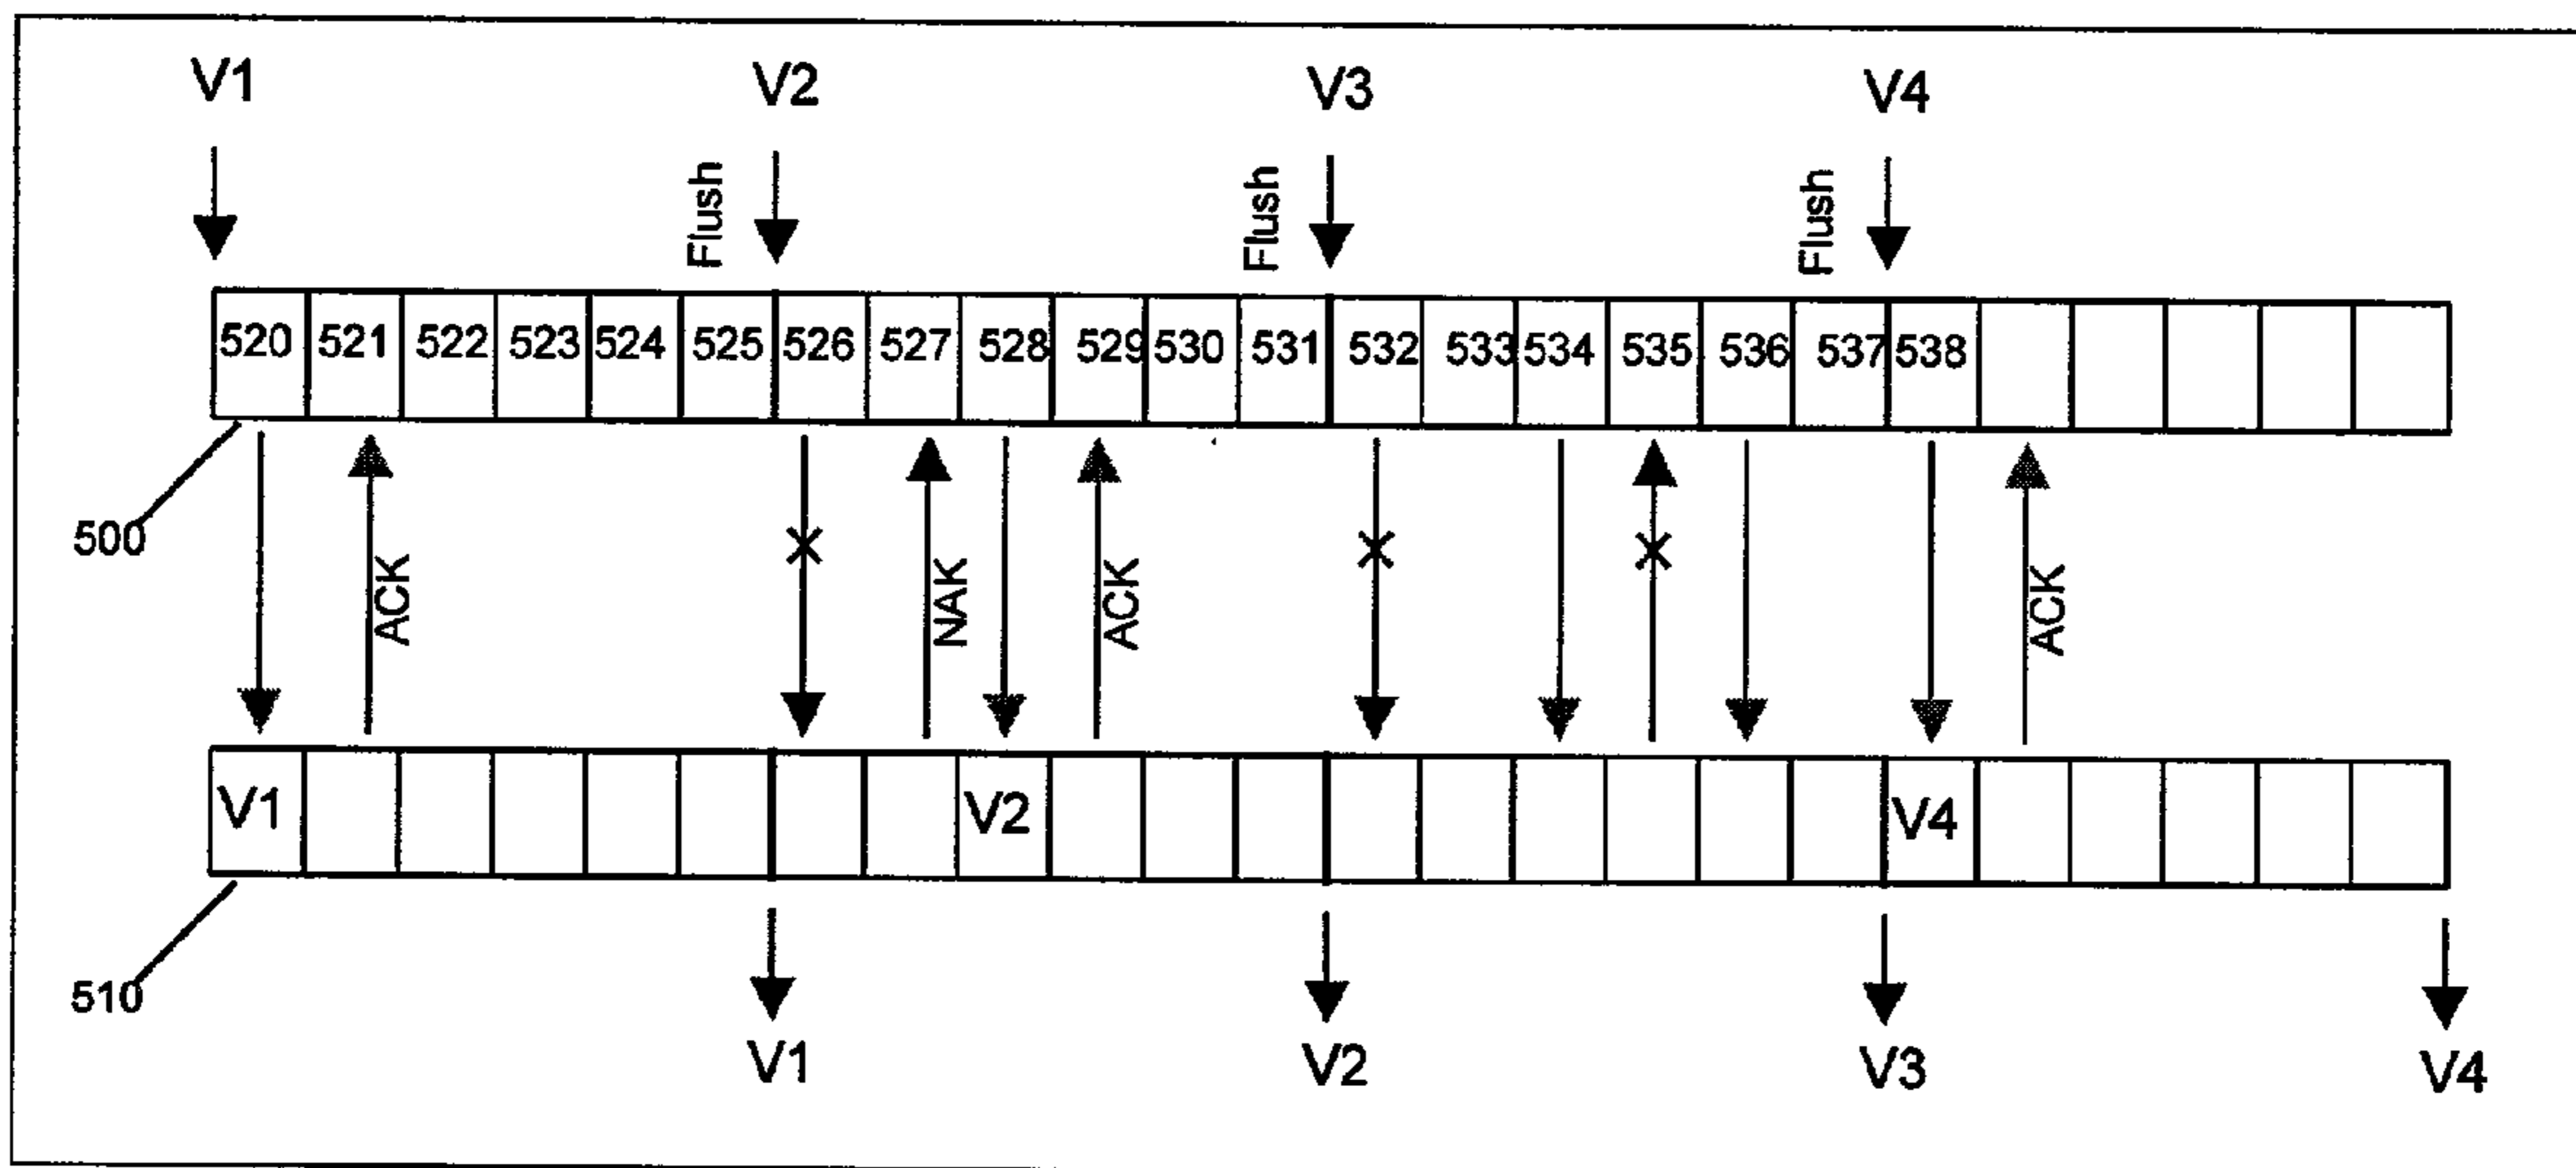 V1 V2 V3 V4
Flush Flush Flush
520 521 522 523 524 525 526 527 528 529 530 531 532 533 534 535 536 537 538
500
ACK NAK ACK ACK
V1 V2 V4
510
V1 V2 V3 V4